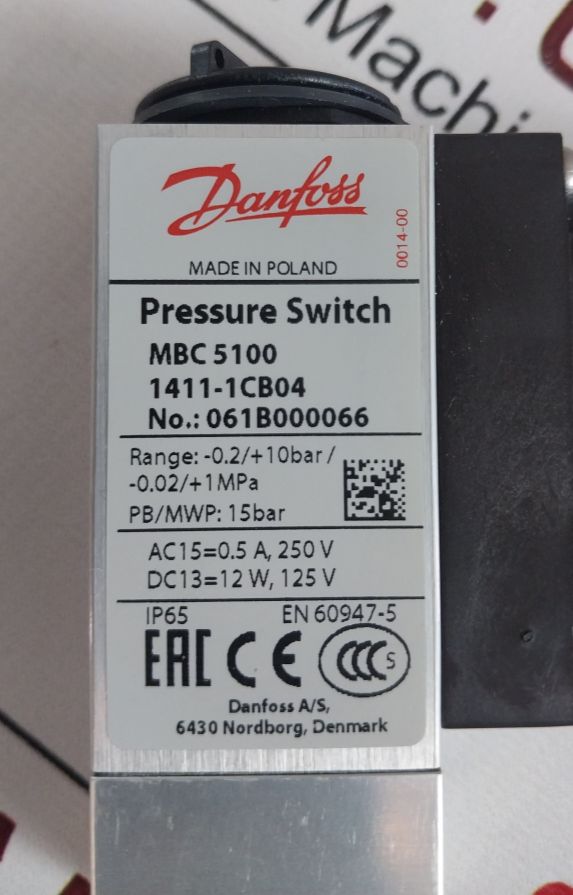 Machi
Danfoss
0014-00
MADE IN POLAND
Pressure Switch
MBC 5100
1411-1CB04
No.: 061B000066
Range: -0.2/+10bar /
-0.02/+1MPa
PB/MWP: 15bar
AC15=0.5 A, 250 V
DC13=12 W, 125 V
IP65 EN 60947-5
EAC CE CCC S
Danfoss A/S,
6430 Nordborg, Denmark